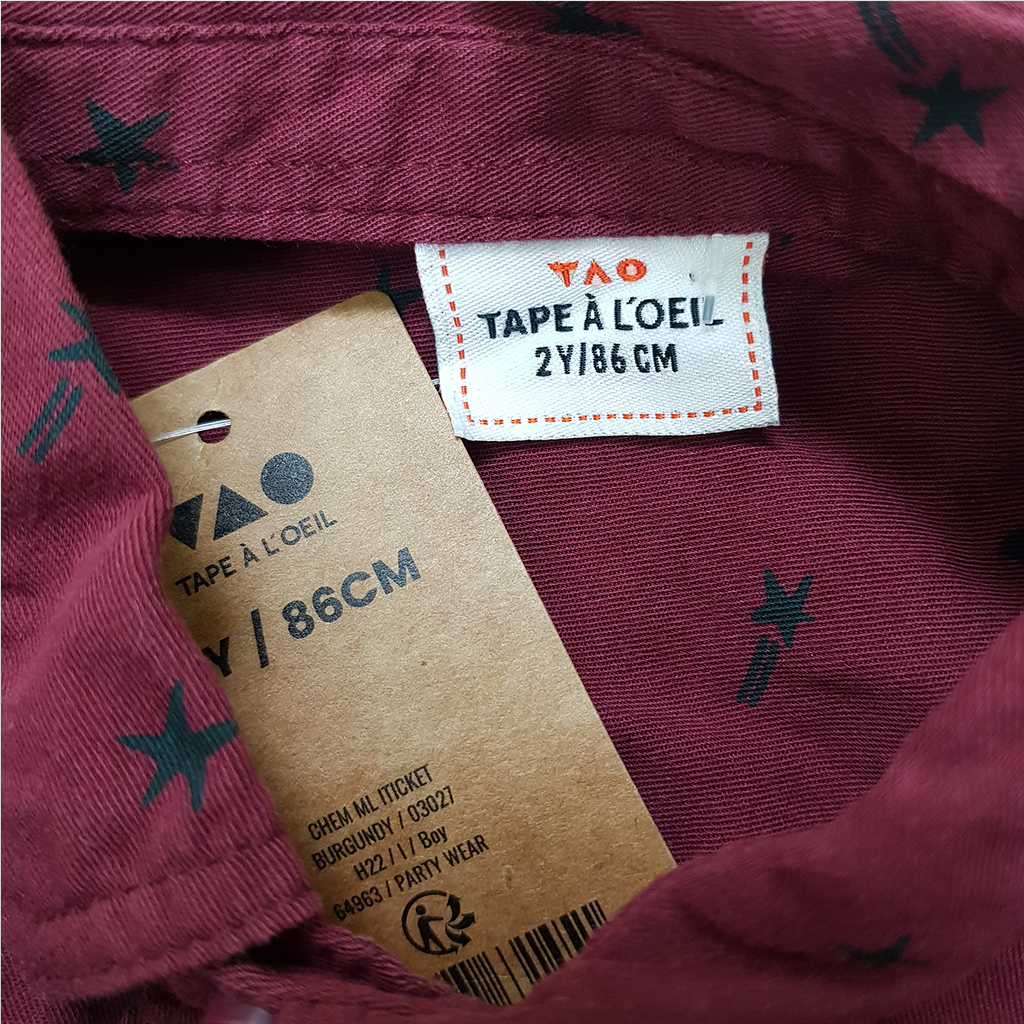 TAO
TAPE À L'OEIL
2Y/86 CM
TAO
TAPE À L'OEIL
Y / 86CM
CHEM ML ITICKET
BURGUNDY / 03027
H22 / I / Boy
64963 / PARTY WEAR